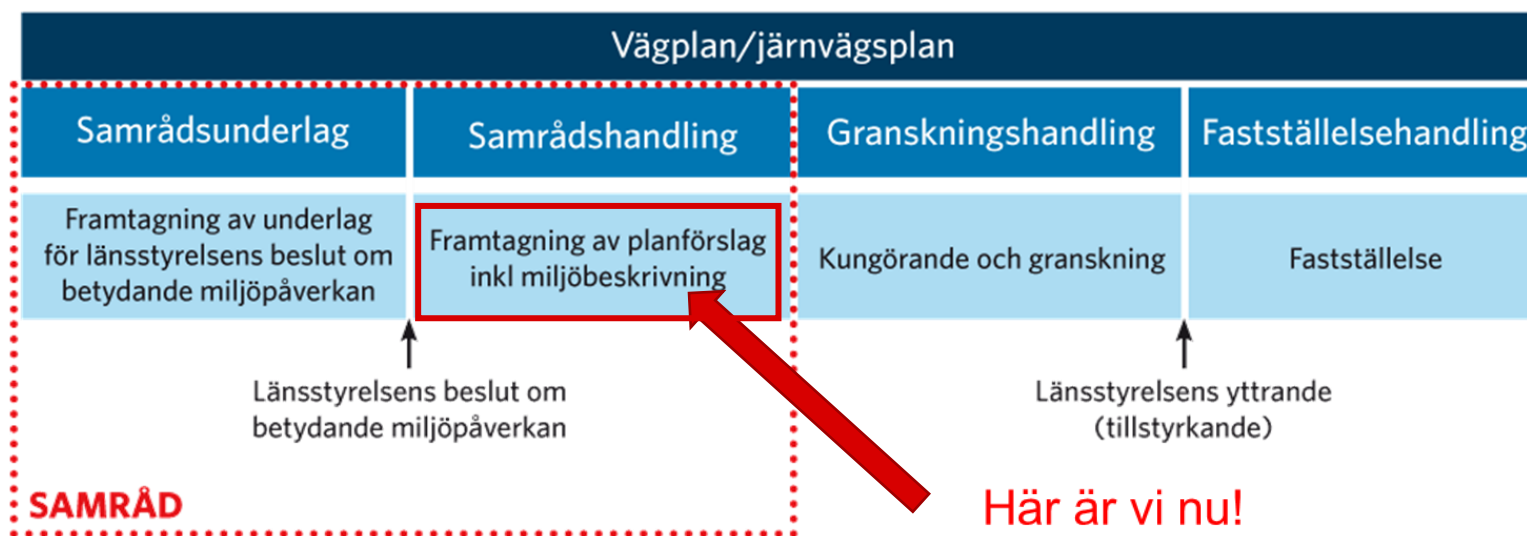 Vägplan/järnvägsplan
Samrådsunderlag
Samrådshandling
Granskningshandling
Fastställelsehandling
Framtagning av underlag
för länsstyrelsens beslut om
betydande miljöpåverkan
Framtagning av planförslag
inkl miljöbeskrivning
Kungörande och granskning
Fastställelse
Länsstyrelsens beslut om
betydande miljöpåverkan
Länsstyrelsens yttrande
(tillstyrkande)
SAMRÅD
Här är vi nu!